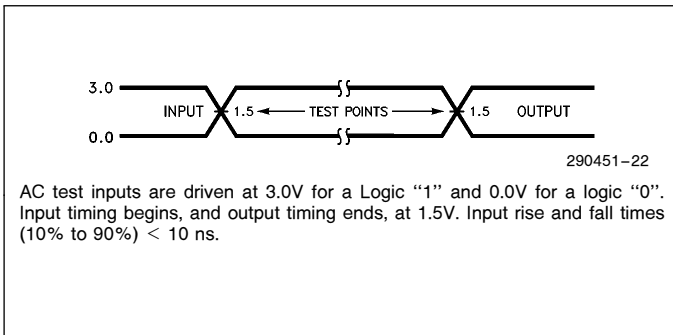 3.0
INPUT 1.5 TEST POINTS 1.5 OUTPUT
0.0
290451–22
AC test inputs are driven at 3.0V for a Logic ‘‘1’’ and 0.0V for a logic ‘‘0’’.
Input timing begins, and output timing ends, at 1.5V. Input rise and fall times
(10% to 90%) < 10 ns.